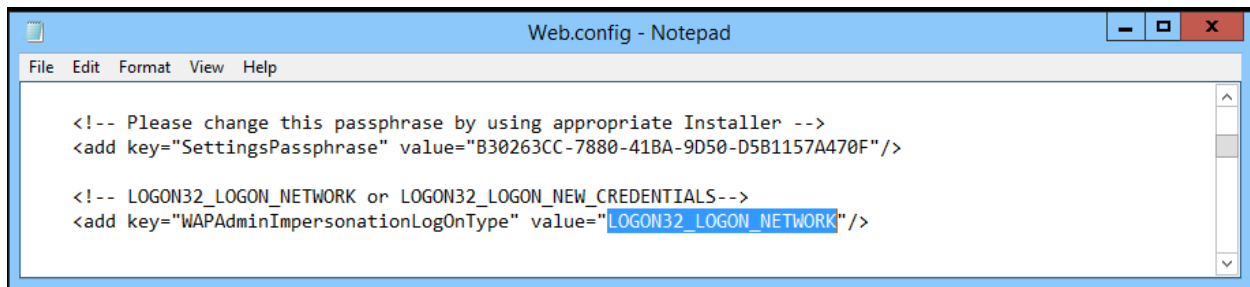 Web.config - Notepad
File Edit Format View Help
<!-- Please change this passphrase by using appropriate Installer -->
<add key="SettingsPassphrase" value="B30263CC-7880-41BA-9D50-D5B1157A470F"/>
<!-- LOGON32_LOGON_NETWORK or LOGON32_LOGON_NEW_CREDENTIALS-->
<add key="WAPAdminImpersonationLogOnType" value="LOGON32_LOGON_NETWORK"/>